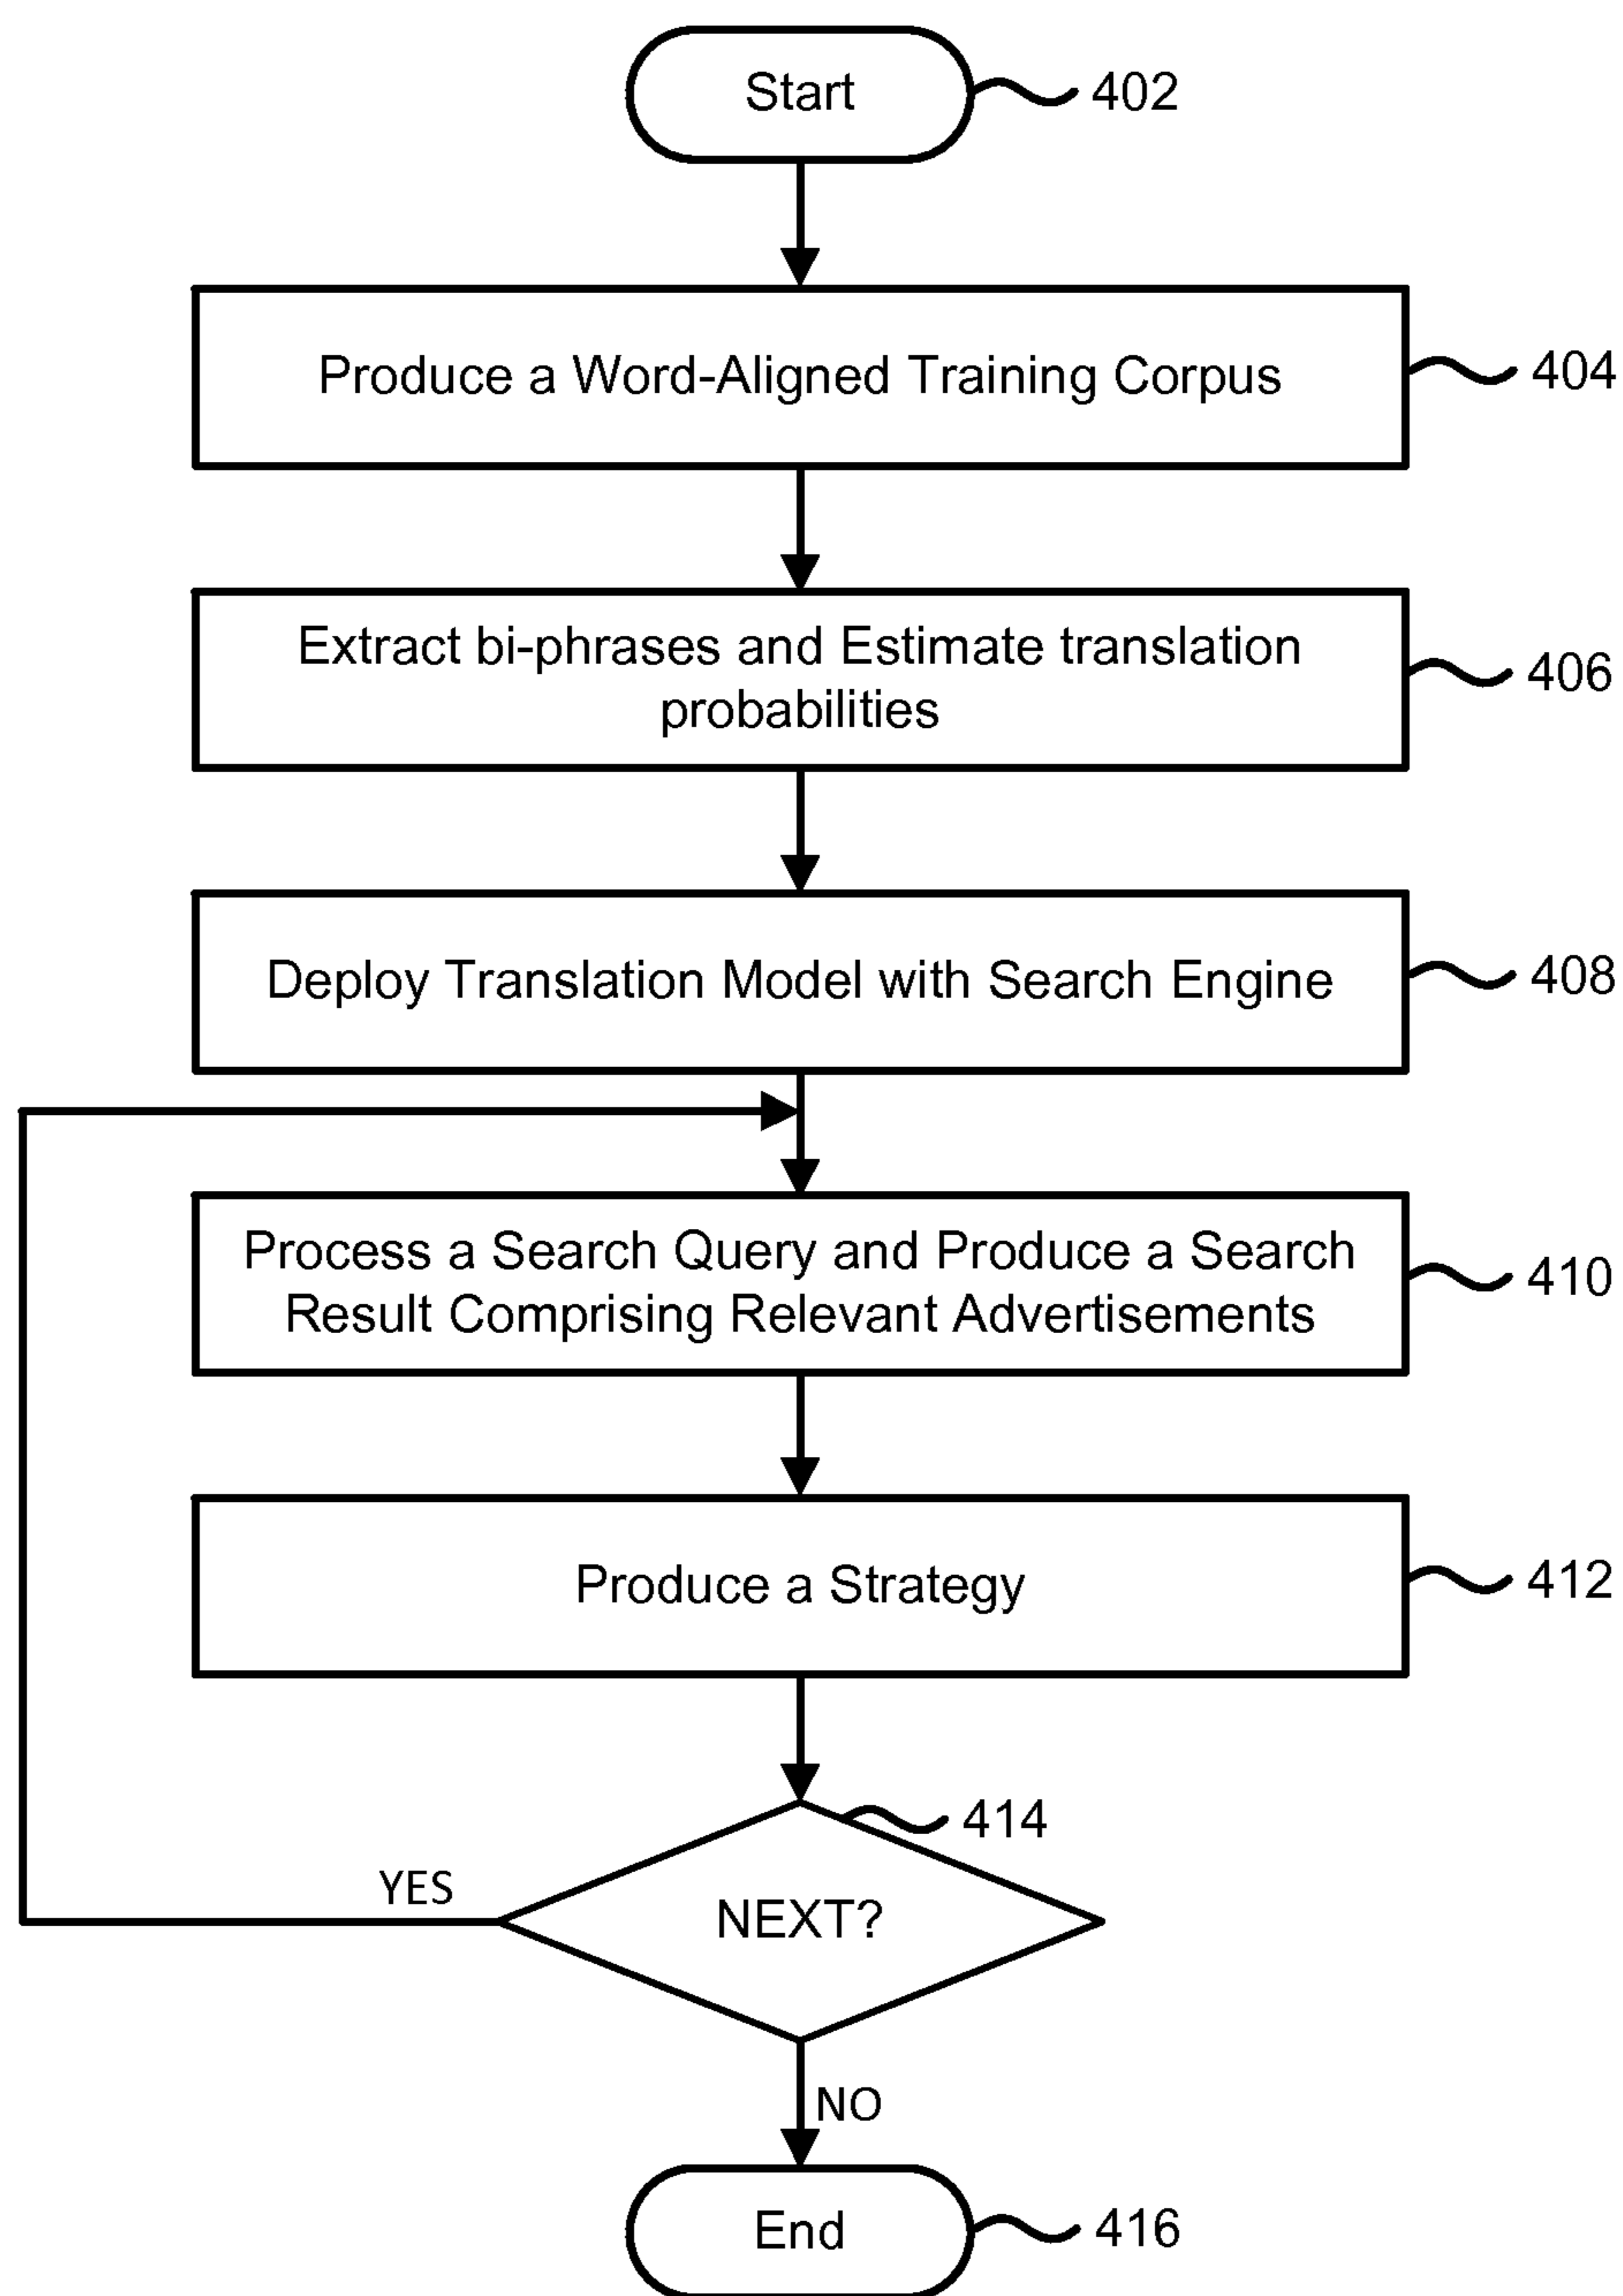 Start
402
Produce a Word-Aligned Training Corpus
404
Extract bi-phrases and Estimate translation
probabilities
406
Deploy Translation Model with Search Engine
408
Process a Search Query and Produce a Search
Result Comprising Relevant Advertisements
410
Produce a Strategy
412
414
YES
NEXT?
NO
End
416